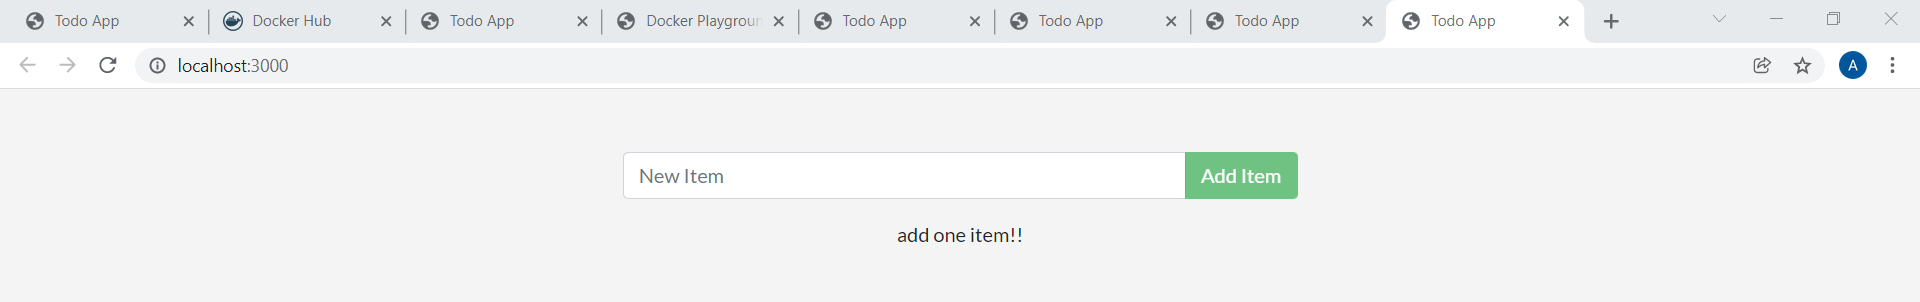 Todo App
Docker Hub
Todo App
Docker Playgroun
Todo App
Todo App
Todo App
Todo App
localhost:3000
A
New Item
Add Item
add one item!!